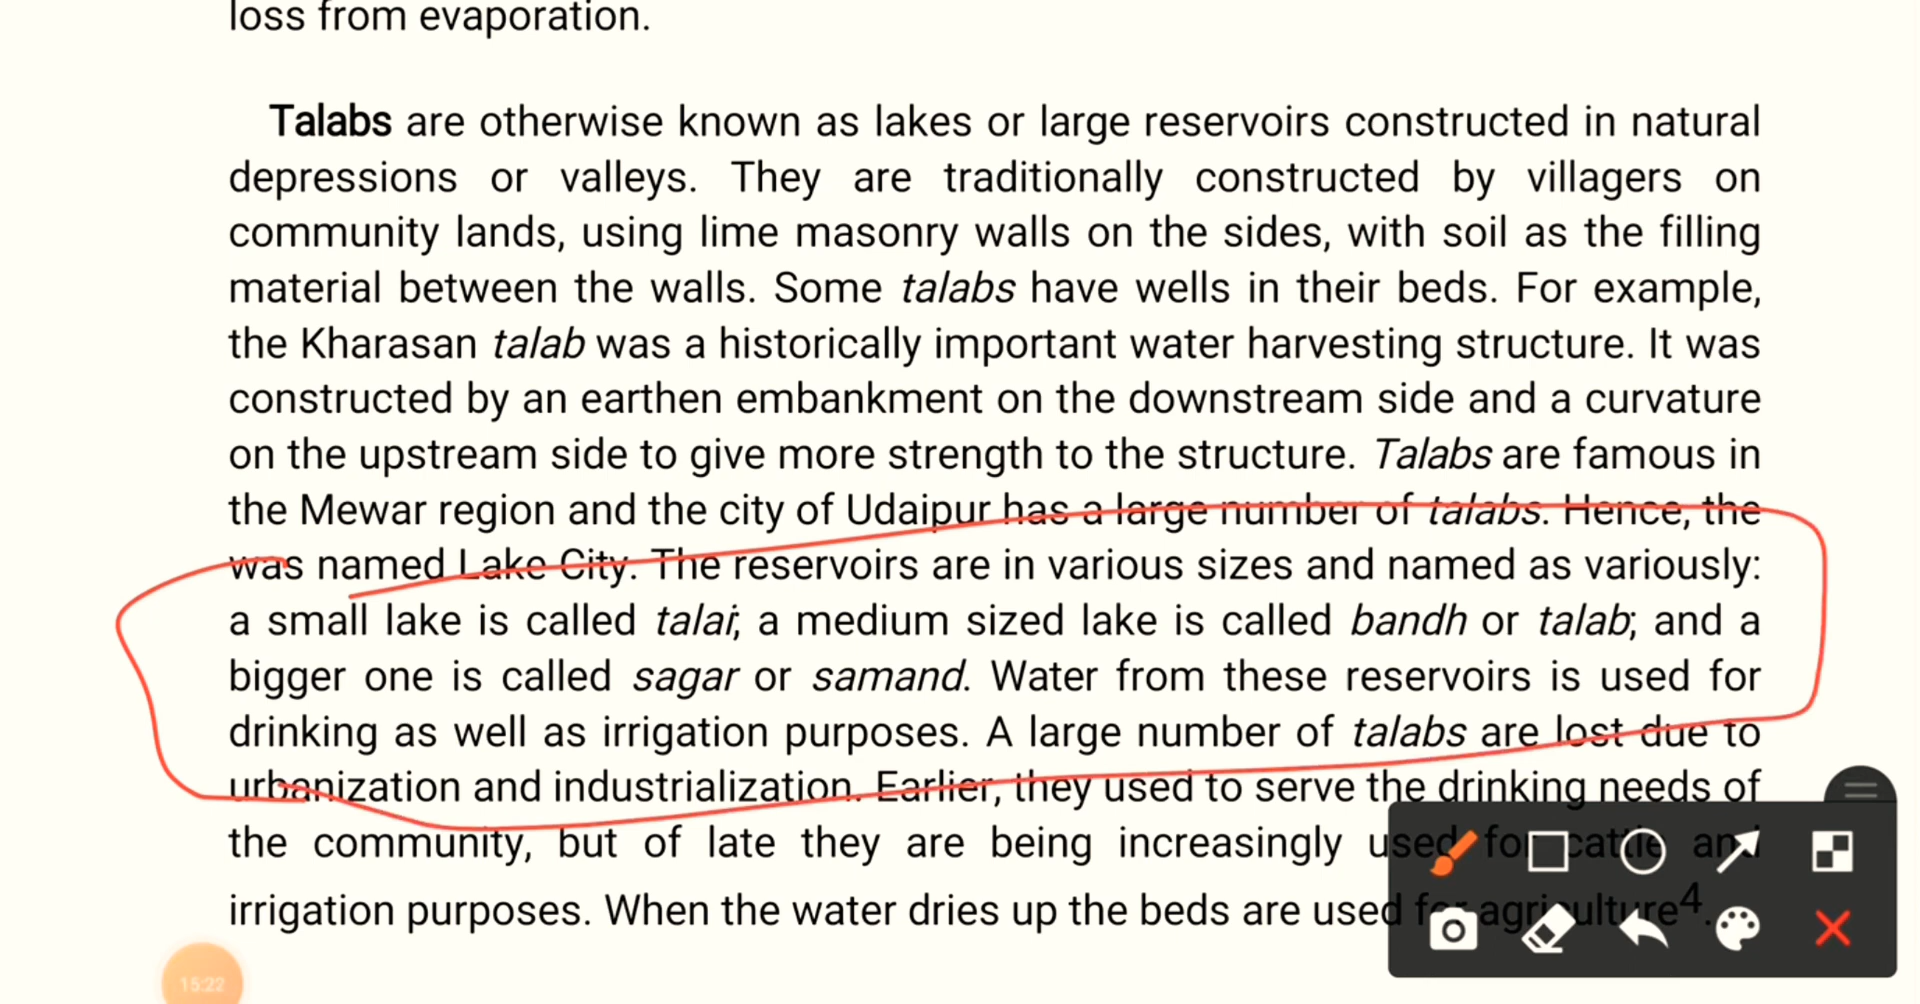 loss from evaporation.
Talabs are otherwise known as lakes or large reservoirs constructed in natural
depressions or valleys. They are traditionally constructed by villagers on
community lands, using lime masonry walls on the sides, with soil as the filling
material between the walls. Some talabs have wells in their beds. For example,
the Kharasan talab was a historically important water harvesting structure. It was
constructed by an earthen embankment on the downstream side and a curvature
on the upstream side to give more strength to the structure. Talabs are famous in
the Mewar region and the city of Udaipur has a large number of talabs. Hence, the
was named Lake City. The reservoirs are in various sizes and named as variously:
a small lake is called talai; a medium sized lake is called bandh or talab; and a
bigger one is called sagar or samand. Water from these reservoirs is used for
drinking as well as irrigation purposes. A large number of talabs are lost due to
urbanization and industrialization. Earlier, they used to serve the drinking needs of
the community, but of late they are being increasingly used for cattle and
irrigation purposes. When the water dries up the beds are used for agriculture4.
15:22